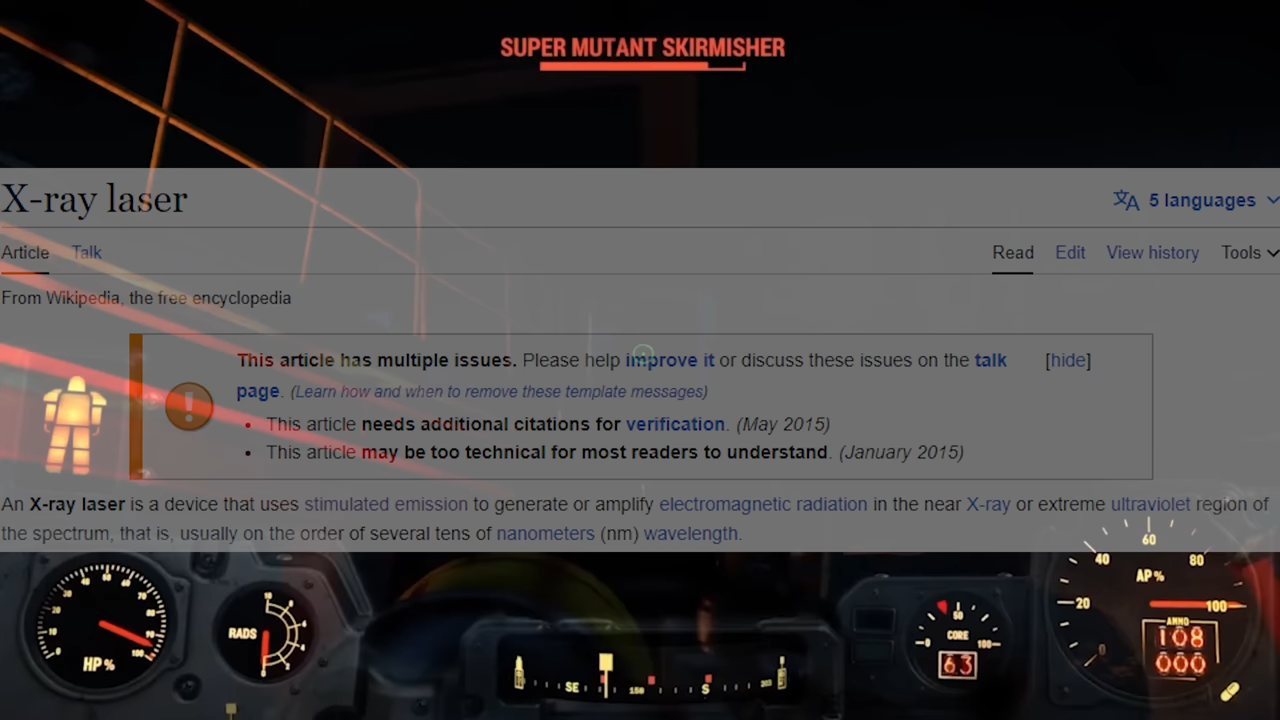 SUPER MUTANT SKIRMISHER
X-ray laser
5 languages
Article Talk
Read Edit View history Tools
From Wikipedia, the free encyclopedia
This article has multiple issues. Please help improve it or discuss these issues on the talk [hide]
page. (Learn how and when to remove these template messages)
• This article needs additional citations for verification. (May 2015)
• This article may be too technical for most readers to understand. (January 2015)
An X-ray laser is a device that uses stimulated emission to generate or amplify electromagnetic radiation in the near X-ray or extreme ultraviolet region of
the spectrum, that is, usually on the order of several tens of nanometers (nm) wavelength.
60
40 80
AP %
20 100
AMMO
108
000
0
50
CORE
0 100
63
RADS
HP %
SE 150 S